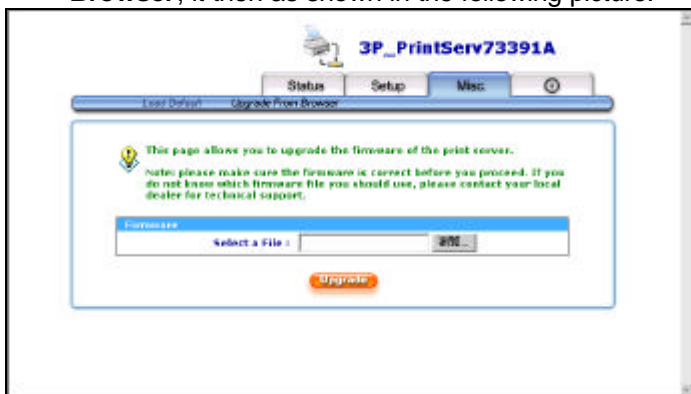 Browser, it then as shown in the following picture:
3P_PrintServ73391A
Status Setup Misc
Load Default Upgrade From Browser
This page allows you to upgrade the firmware of the print server.
Note: please make sure the firmware is correct before you proceed. If you
do not know which firmware file you should use, please contact your local
dealer for technical support.
Firmware
Select a File :
Upgrade